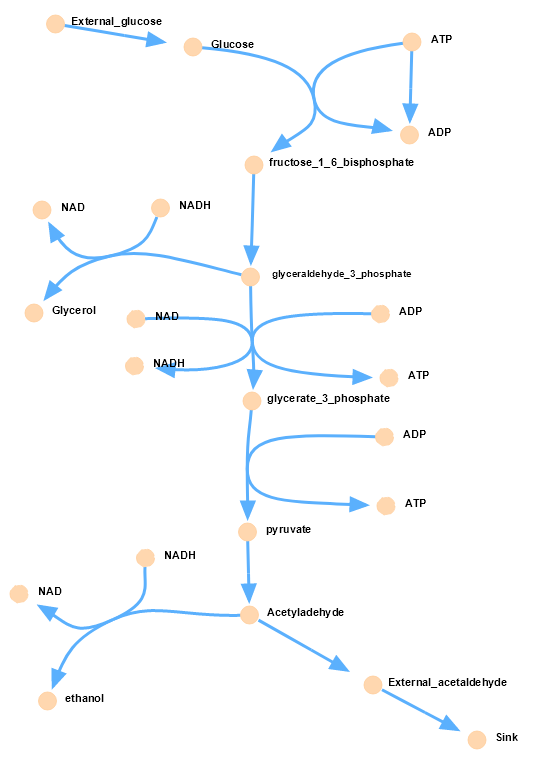 External_glucose
Glucose
ATP
ADP
fructose_1_6_bisphosphate
NAD
NADH
glyceraldehyde_3_phosphate
Glycerol
NAD
ADP
NADH
ATP
glycerate_3_phosphate
ADP
ATP
pyruvate
NADH
NAD
Acetyladehyde
External_acetaldehyde
ethanol
Sink